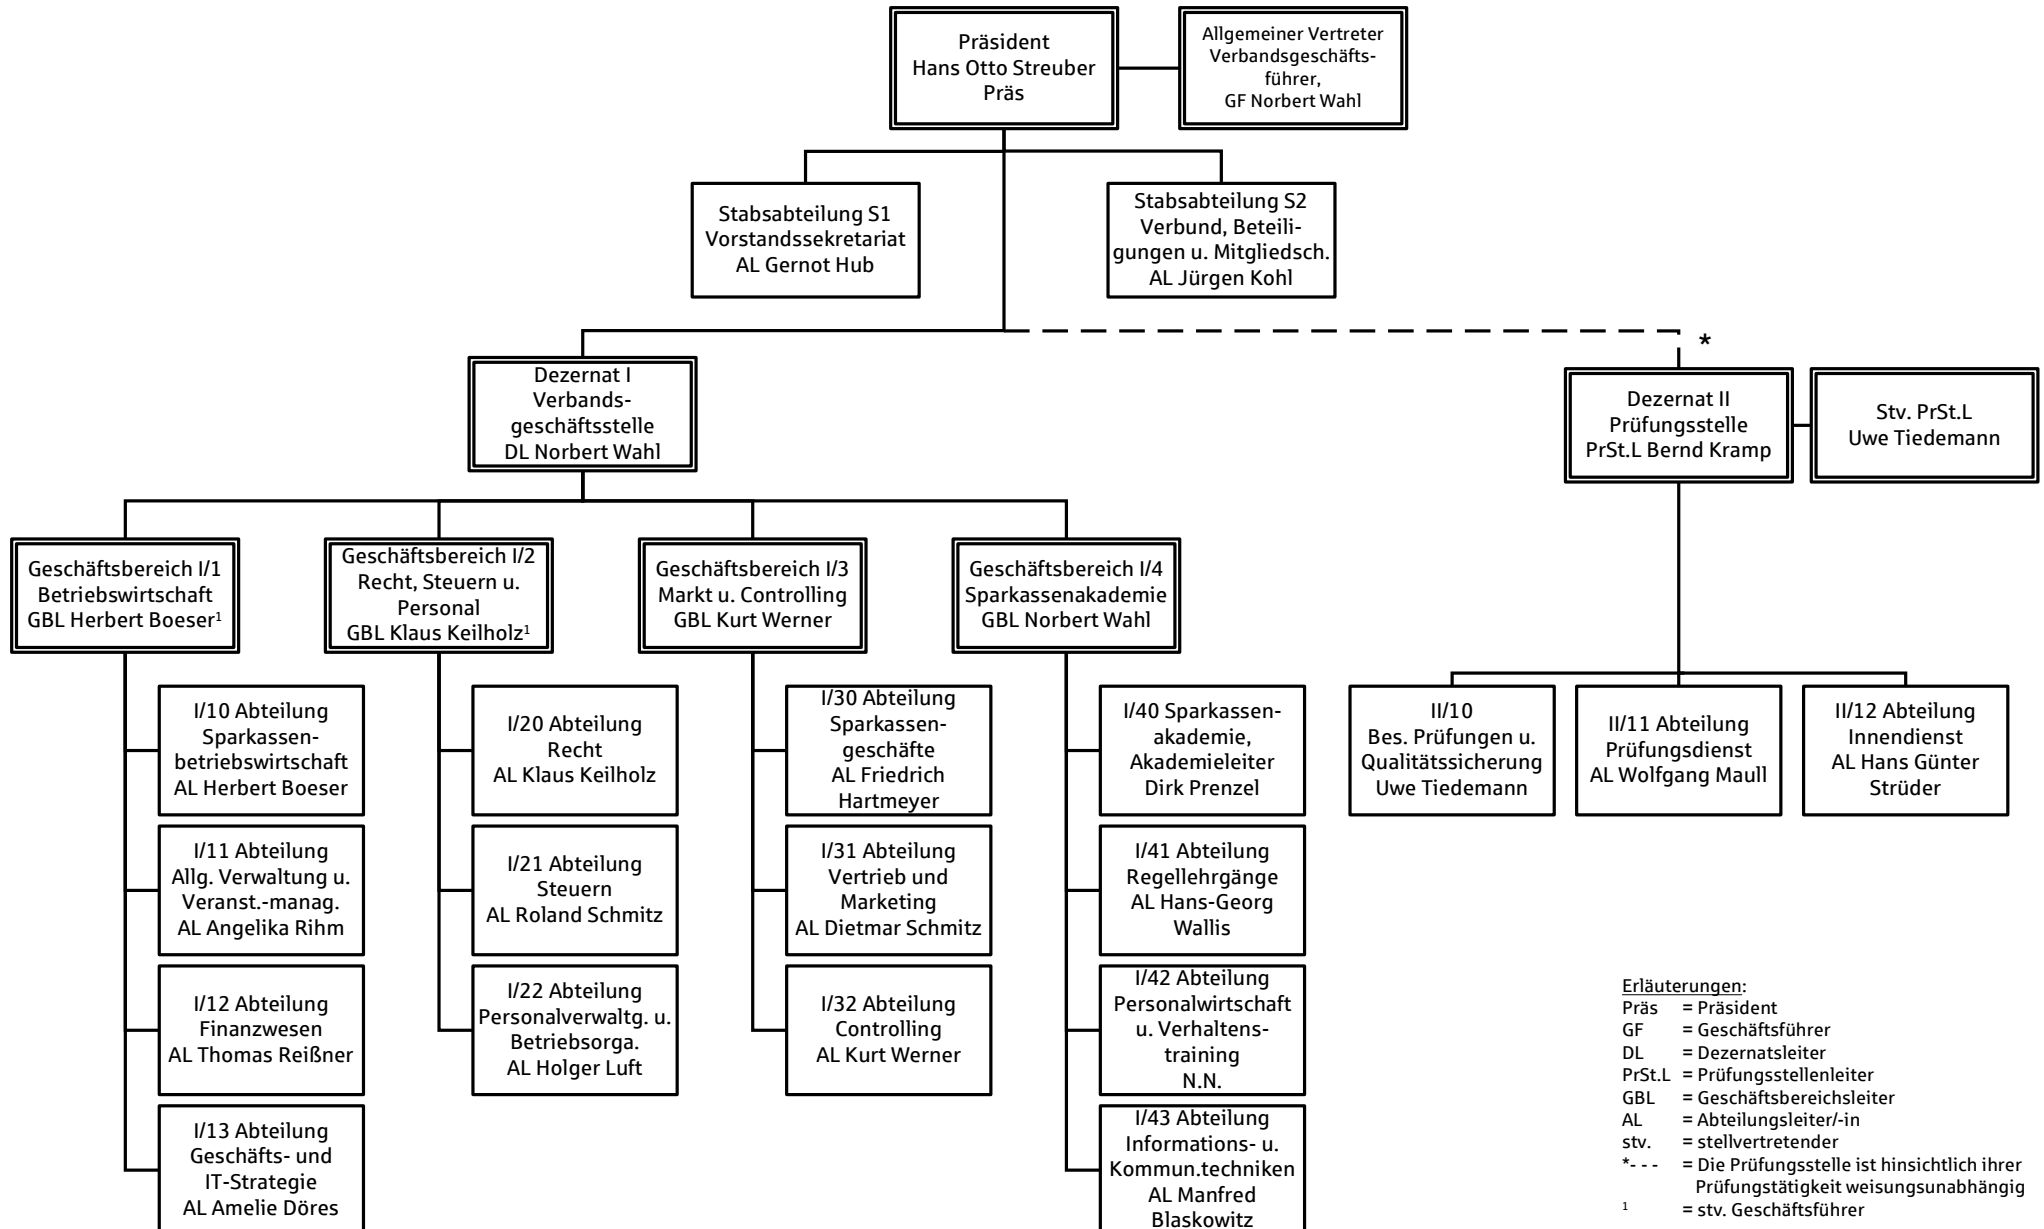 Präsident
Hans Otto Streuber
Präs
Allgemeiner Vertreter
Verbandsgeschäfts-
führer,
GF Norbert Wahl
Stabsabteilung S1
Vorstandssekretariat
AL Gernot Hub
Stabsabteilung S2
Verbund, Beteili-
gungen u. Mitgliedsch.
AL Jürgen Kohl
*
Dezernat I
Verbands-
geschäftsstelle
DL Norbert Wahl
Dezernat II
Prüfungsstelle
PrSt.L Bernd Kramp
Stv. PrSt.L
Uwe Tiedemann
Geschäftsbereich I/1
Betriebswirtschaft
GBL Herbert Boeser¹
Geschäftsbereich I/2
Recht, Steuern u.
Personal
GBL Klaus Keilholz¹
Geschäftsbereich I/3
Markt u. Controlling
GBL Kurt Werner
Geschäftsbereich I/4
Sparkassenakademie
GBL Norbert Wahl
I/10 Abteilung
Sparkassen-
betriebswirtschaft
AL Herbert Boeser
I/11 Abteilung
Allg. Verwaltung u.
Veranst.-manag.
AL Angelika Rihm
I/12 Abteilung
Finanzwesen
AL Thomas Reißner
I/13 Abteilung
Geschäfts- und
IT-Strategie
AL Amelie Döres
I/20 Abteilung
Recht
AL Klaus Keilholz
I/21 Abteilung
Steuern
AL Roland Schmitz
I/22 Abteilung
Personalverwaltg. u.
Betriebsorga.
AL Holger Luft
I/30 Abteilung
Sparkassen-
geschäfte
AL Friedrich
Hartmeyer
I/31 Abteilung
Vertrieb und
Marketing
AL Dietmar Schmitz
I/32 Abteilung
Controlling
AL Kurt Werner
I/40 Sparkassen-
akademie,
Akademieleiter
Dirk Prenzel
I/41 Abteilung
Regellehrgänge
AL Hans-Georg
Wallis
I/42 Abteilung
Personalwirtschaft
u. Verhaltens-
training
N.N.
I/43 Abteilung
Informations- u.
Kommun.techniken
AL Manfred
Blaskowitz
II/10
Bes. Prüfungen u.
Qualitätssicherung
Uwe Tiedemann
II/11 Abteilung
Prüfungsdienst
AL Wolfgang Maull
II/12 Abteilung
Innendienst
AL Hans Günter
Strüder
Erläuterungen:
Präs = Präsident
GF = Geschäftsführer
DL = Dezernatsleiter
PrSt.L = Prüfungsstellenleiter
GBL = Geschäftsbereichsleiter
AL = Abteilungsleiter/-in
stv. = stellvertretender
*- - - = Die Prüfungsstelle ist hinsichtlich ihrer
Prüfungstätigkeit weisungsunabhängig
¹ = stv. Geschäftsführer